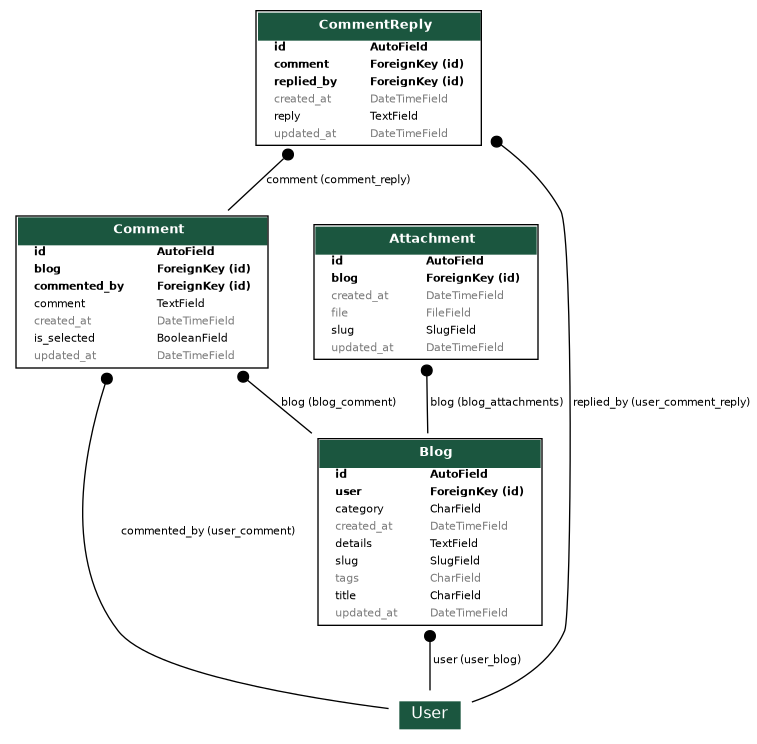 CommentReply
id AutoField
comment ForeignKey (id)
replied_by ForeignKey (id)
created_at DateTimeField
reply TextField
updated_at DateTimeField
comment (comment_reply)
Comment
id AutoField
blog ForeignKey (id)
commented_by ForeignKey (id)
comment TextField
created_at DateTimeField
is_selected BooleanField
updated_at DateTimeField
Attachment
id AutoField
blog ForeignKey (id)
created_at DateTimeField
file FileField
slug SlugField
updated_at DateTimeField
blog (blog_comment)
blog (blog_attachments)
replied_by (user_comment_reply)
Blog
id AutoField
user ForeignKey (id)
category CharField
created_at DateTimeField
details TextField
slug SlugField
tags CharField
title CharField
updated_at DateTimeField
commented_by (user_comment)
user (user_blog)
User